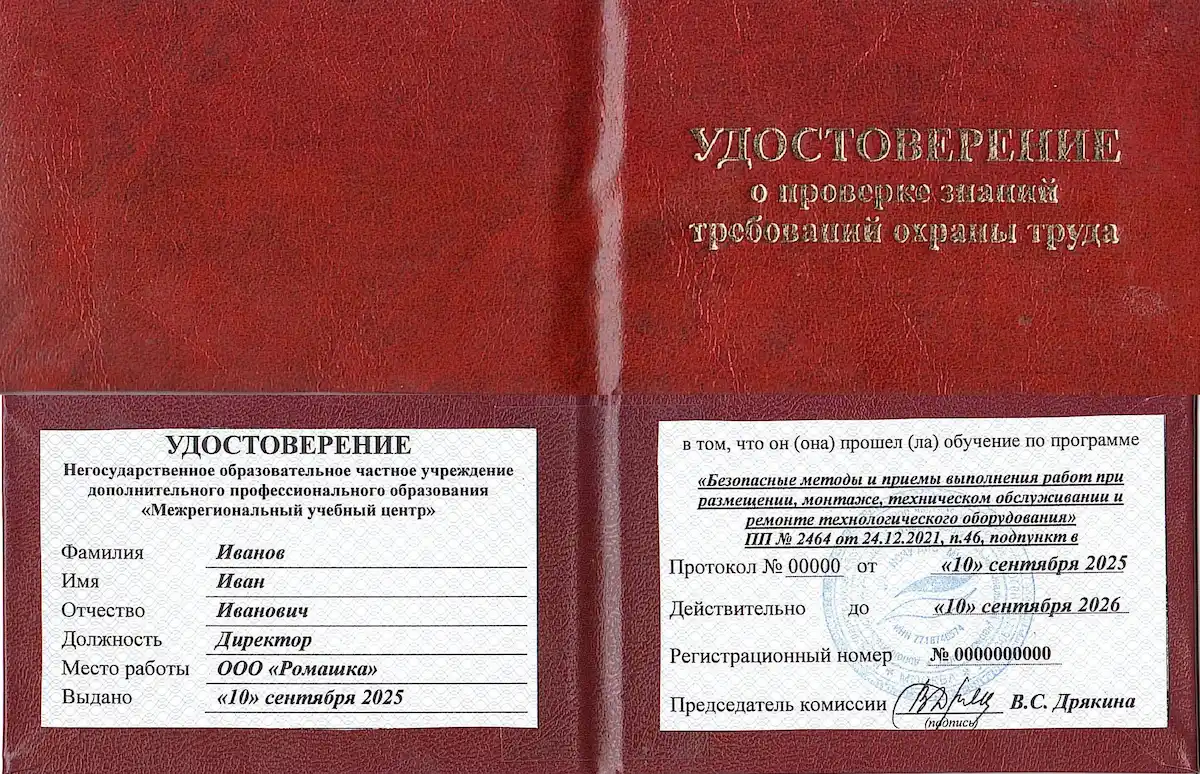 УДОСТОВЕРЕНИЕ
о проверке знаний
требований охраны труда
УДОСТОВЕРЕНИЕ
Негосударственное образовательное частное учреждение
дополнительного профессионального образования
«Межрегиональный учебный центр»
Фамилия Иванов
Имя Иван
Отчество Иванович
Должность Директор
Место работы ООО «Ромашка»
Выдано «10» сентября 2025
в том, что он (она) прошел (ла) обучение по программе
«Безопасные методы и приемы выполнения работ при
размещении, монтаже, техническом обслуживании и
ремонте технологического оборудования»
ПП № 2464 от 24.12.2021, п.46, подпункт в
Протокол № 00000 от «10» сентября 2025
Действительно до «10» сентября 2026
Регистрационный номер № 0000000000
Председатель комиссии В.С. Дрякина
(подпись)